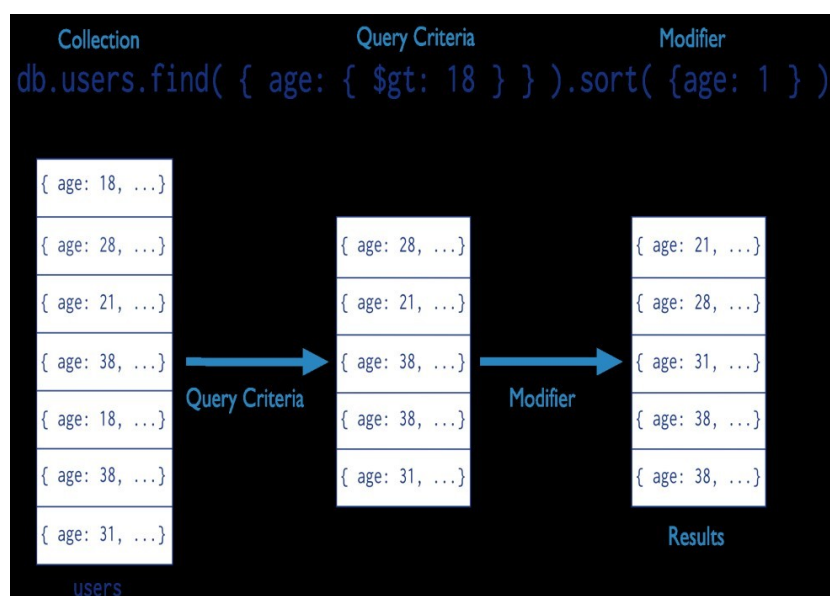 Collection Query Criteria Modifier
db.users.find( { age: { $gt: 18 } } ).sort( {age: 1 } )
{ age: 18, ...}
{ age: 28, ...}
{ age: 21, ...}
{ age: 38, ...}
{ age: 18, ...}
{ age: 38, ...}
{ age: 31, ...}
users
Query Criteria
{ age: 28, ...}
{ age: 21, ...}
{ age: 38, ...}
{ age: 38, ...}
{ age: 31, ...}
Modifier
{ age: 21, ...}
{ age: 28, ...}
{ age: 31, ...}
{ age: 38, ...}
{ age: 38, ...}
Results